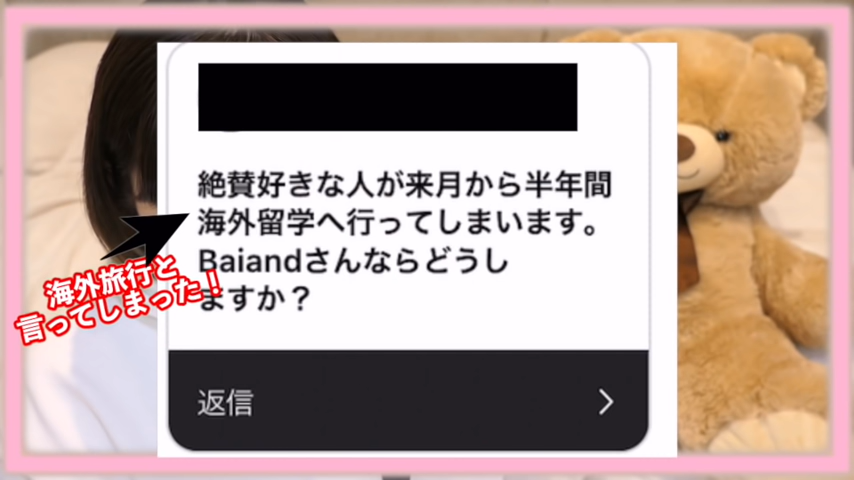 絶賛好きな人が来月から半年間
海外留学へ行ってしまいます。
Baiandさんならどうし
ますか？
海外旅行と
言ってしまった！
返信